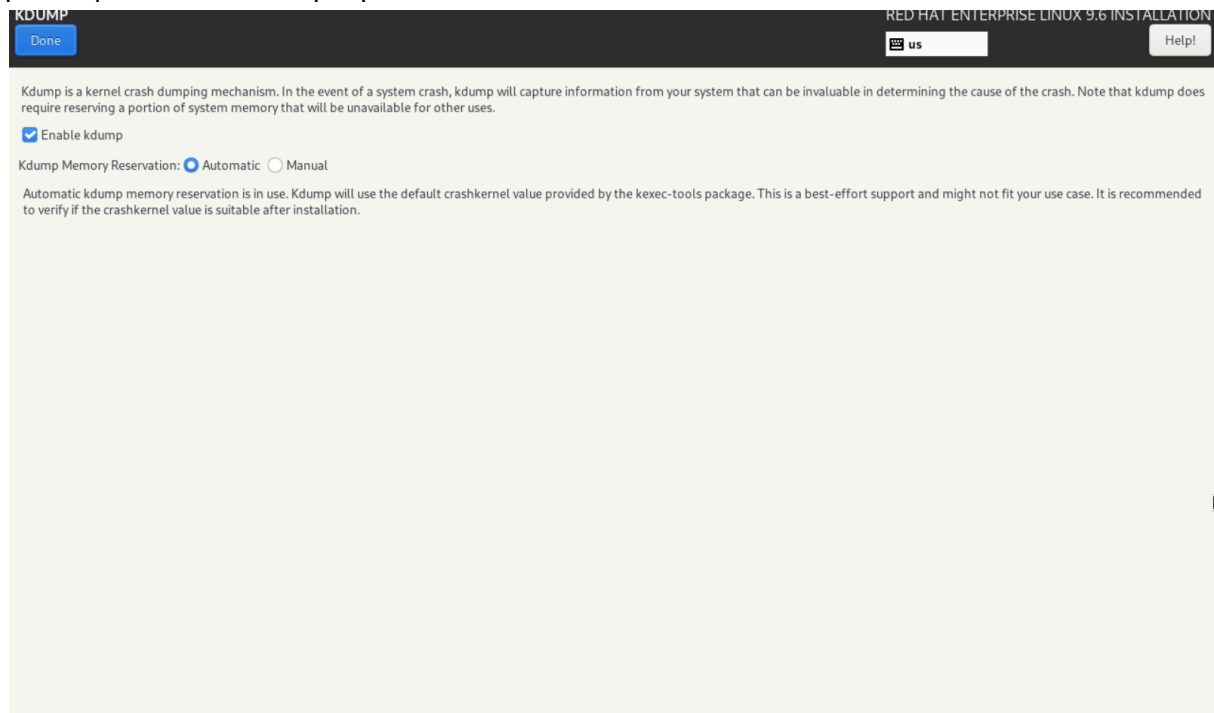 KDUMP
RED HAT ENTERPRISE LINUX 9.6 INSTALLATION
Done
us
Help!
Kdump is a kernel crash dumping mechanism. In the event of a system crash, kdump will capture information from your system that can be invaluable in determining the cause of the crash. Note that kdump does
require reserving a portion of system memory that will be unavailable for other uses.
Enable kdump
Kdump Memory Reservation: Automatic Manual
Automatic kdump memory reservation is in use. Kdump will use the default crashkernel value provided by the kexec-tools package. This is a best-effort support and might not fit your use case. It is recommended
to verify if the crashkernel value is suitable after installation.